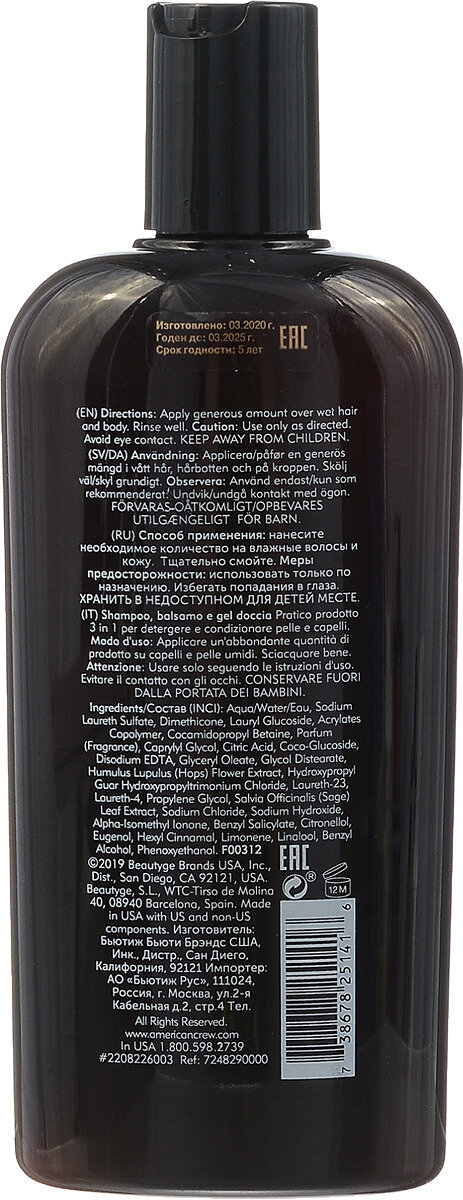 Изготовлено: 03.2020 г.
Годен до: 03.2025 г.
Срок годности: 5 лет
EAC
(EN) Directions: Apply generous amount over wet hair
and body. Rinse well. Caution: Use only as directed.
Avoid eye contact. KEEP AWAY FROM CHILDREN.
(SV/DA) Användning: Applicera/påfør en generös
mängd i vått hår, hårbotten och på kroppen. Skölj
väl/skyl grundigt. Observera: Använd endast/kun som
rekommenderat. Undvik/undgå kontakt med ögon.
FÖRVARAS-OÅTKOMLIGT/OPBEVARES
UTILGÆNGELIGT FÖR BARN.
(RU) Способ применения: нанесите
необходимое количество на влажные волосы и
кожу. Тщательно смойте. Меры
предосторожности: использовать только по
назначению. Избегать попадания в глаза.
ХРАНИТЬ В НЕДОСТУПНОМ ДЛЯ ДЕТЕЙ МЕСТЕ.
(IT) Shampoo, balsamo e gel doccia Pratico prodotto
3 in 1 per detergere e condizionare pelle e capelli.
Modo d'uso: Applicare un'abbondante quantità di
prodotto su capelli e pelle umidi. Sciacquare bene.
Attenzione: Usare solo seguendo le istruzioni d'uso.
Evitare il contatto con gli occhi. CONSERVARE FUORI
DALLA PORTATA DEI BAMBINI.
Ingredients/Состав (INCI): Aqua/Water/Eau, Sodium
Laureth Sulfate, Dimethicone, Lauryl Glucoside, Acrylates
Copolymer, Cocamidopropyl Betaine, Parfum
(Fragrance), Caprylyl Glycol, Citric Acid, Coco-Glucoside,
Disodium EDTA, Glyceryl Oleate, Glycol Distearate,
Humulus Lupulus (Hops) Flower Extract, Hydroxypropyl
Guar Hydroxypropyltrimonium Chloride, Laureth-23,
Laureth-4, Propylene Glycol, Salvia Officinalis (Sage)
Leaf Extract, Sodium Chloride, Sodium Hydroxide,
Alpha-Isomethyl Ionone, Benzyl Salicylate, Citronellol,
Eugenol, Hexyl Cinnamal, Limonene, Linalool, Benzyl
Alcohol, Phenoxyethanol. F00312
©2019 Beautyge Brands USA, Inc.,
Dist., San Diego, CA 92121, USA.
Beautyge, S.L., WTC-Tirso de Molina
40, 08940 Barcelona, Spain. Made
in USA with US and non-US
components. Изготовитель:
Бьютиж Бьюти Брэндс США,
Инк., Дистр., Сан Диего,
Калифорния, 92121 Импортер:
АО «Бьютиж Рус», 111024,
Россия, г. Москва, ул.2-я
Кабельная д.2, стр.4 Тел.
All Rights Reserved.
www.americancrew.com
In USA 1.800.598.2739
#2208226003 Ref: 7248290000
EAC
®
12 M
7 38678 25141 6